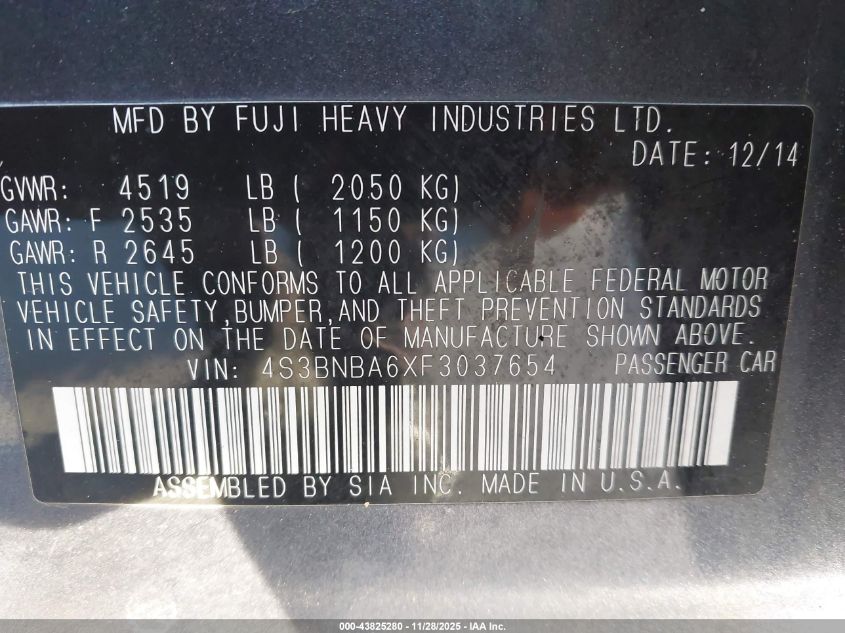 MFD BY FUJI HEAVY INDUSTRIES LTD.
DATE: 12/14
GVWR: 4519 LB ( 2050 KG)
GAWR: F 2535 LB ( 1150 KG)
GAWR: R 2645 LB ( 1200 KG)
THIS VEHICLE CONFORMS TO ALL APPLICABLE FEDERAL MOTOR
VEHICLE SAFETY, BUMPER, AND THEFT PREVENTION STANDARDS
IN EFFECT ON THE DATE OF MANUFACTURE SHOWN ABOVE.
VIN: 4S3BNBA6XF3037654 PASSENGER CAR
ASSEMBLED BY SIA INC. MADE IN U.S.A.
000-43825280 - 11/28/2025 - IAA Inc.